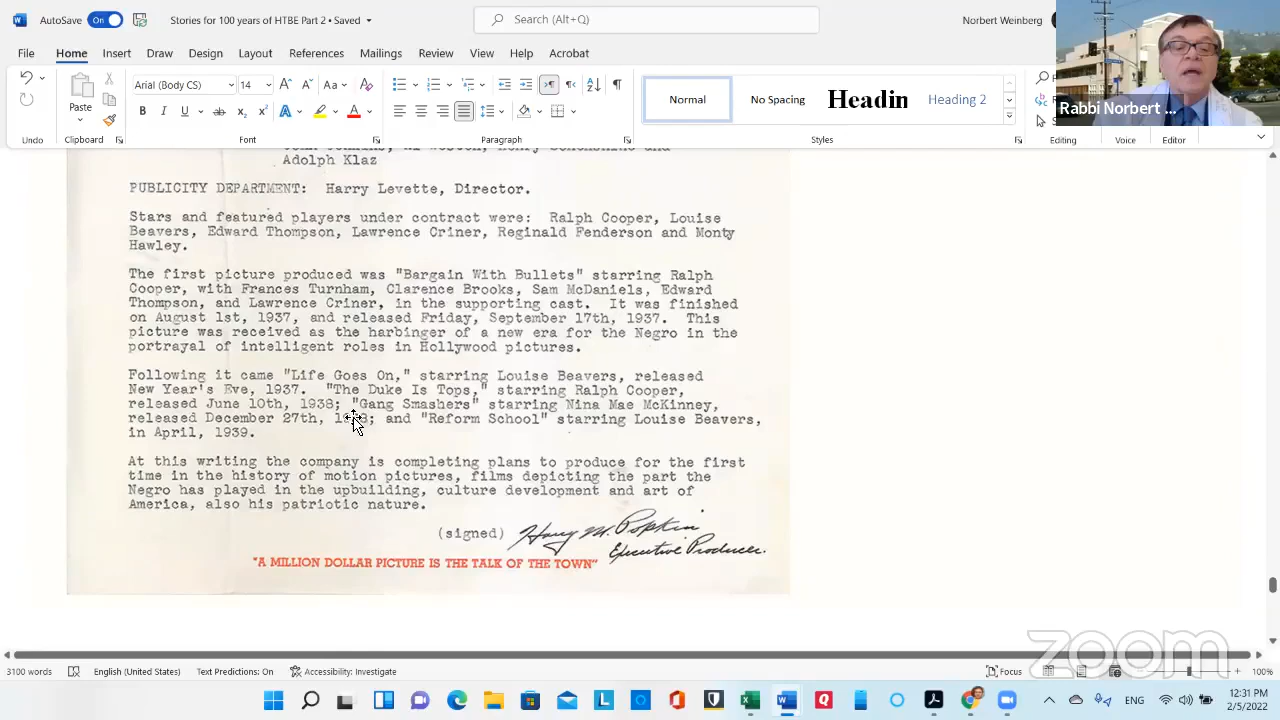 AutoSave On Stories for 100 years of HTBE Part 2 • Saved Search (Alt+Q) Norbert Weinberg
File Home Insert Draw Design Layout References Mailings Review View Help Acrobat
Arial (Body CS) 14
Paste
Normal No Spacing Headin Heading 2
Undo Clipboard Font Paragraph Styles Editing Voice Editor
Rabbi Norbert ...
Adolph Klaz
PUBLICITY DEPARTMENT: Harry Levette, Director.
Stars and featured players under contract were: Ralph Cooper, Louise
Beavers, Edward Thompson, Lawrence Criner, Reginald Fenderson and Monty
Hawley.
The first picture produced was "Bargain With Bullets" starring Ralph
Cooper, with Frances Turnham, Clarence Brooks, Sam McDaniels, Edward
Thompson, and Lawrence Criner, in the supporting cast. It was finished
on August 1st, 1937, and released Friday, September 17th, 1937. This
picture was received as the harbinger of a new era for the Negro in the
portrayal of intelligent roles in Hollywood pictures.
Following it came "Life Goes On," starring Louise Beavers, released
New Year's Eve, 1937. "The Duke Is Tops," starring Ralph Cooper,
released June 10th, 1938; "Gang Smashers" starring Nina Mae McKinney,
released December 27th, and "Reform School" starring Louise Beavers,
in April, 1939.
At this writing the company is completing plans to produce for the first
time in the history of motion pictures, films depicting the part the
Negro has played in the upbuilding, culture development and art of
America, also his patriotic nature.
(signed) Harry M. Popkin
Executive Producer.
"A MILLION DOLLAR PICTURE IS THE TALK OF THE TOWN"
zoom
3100 words English (United States) Text Predictions: On Accessibility: Investigate Focus 100%
ENG 12:31 PM
2/5/2022